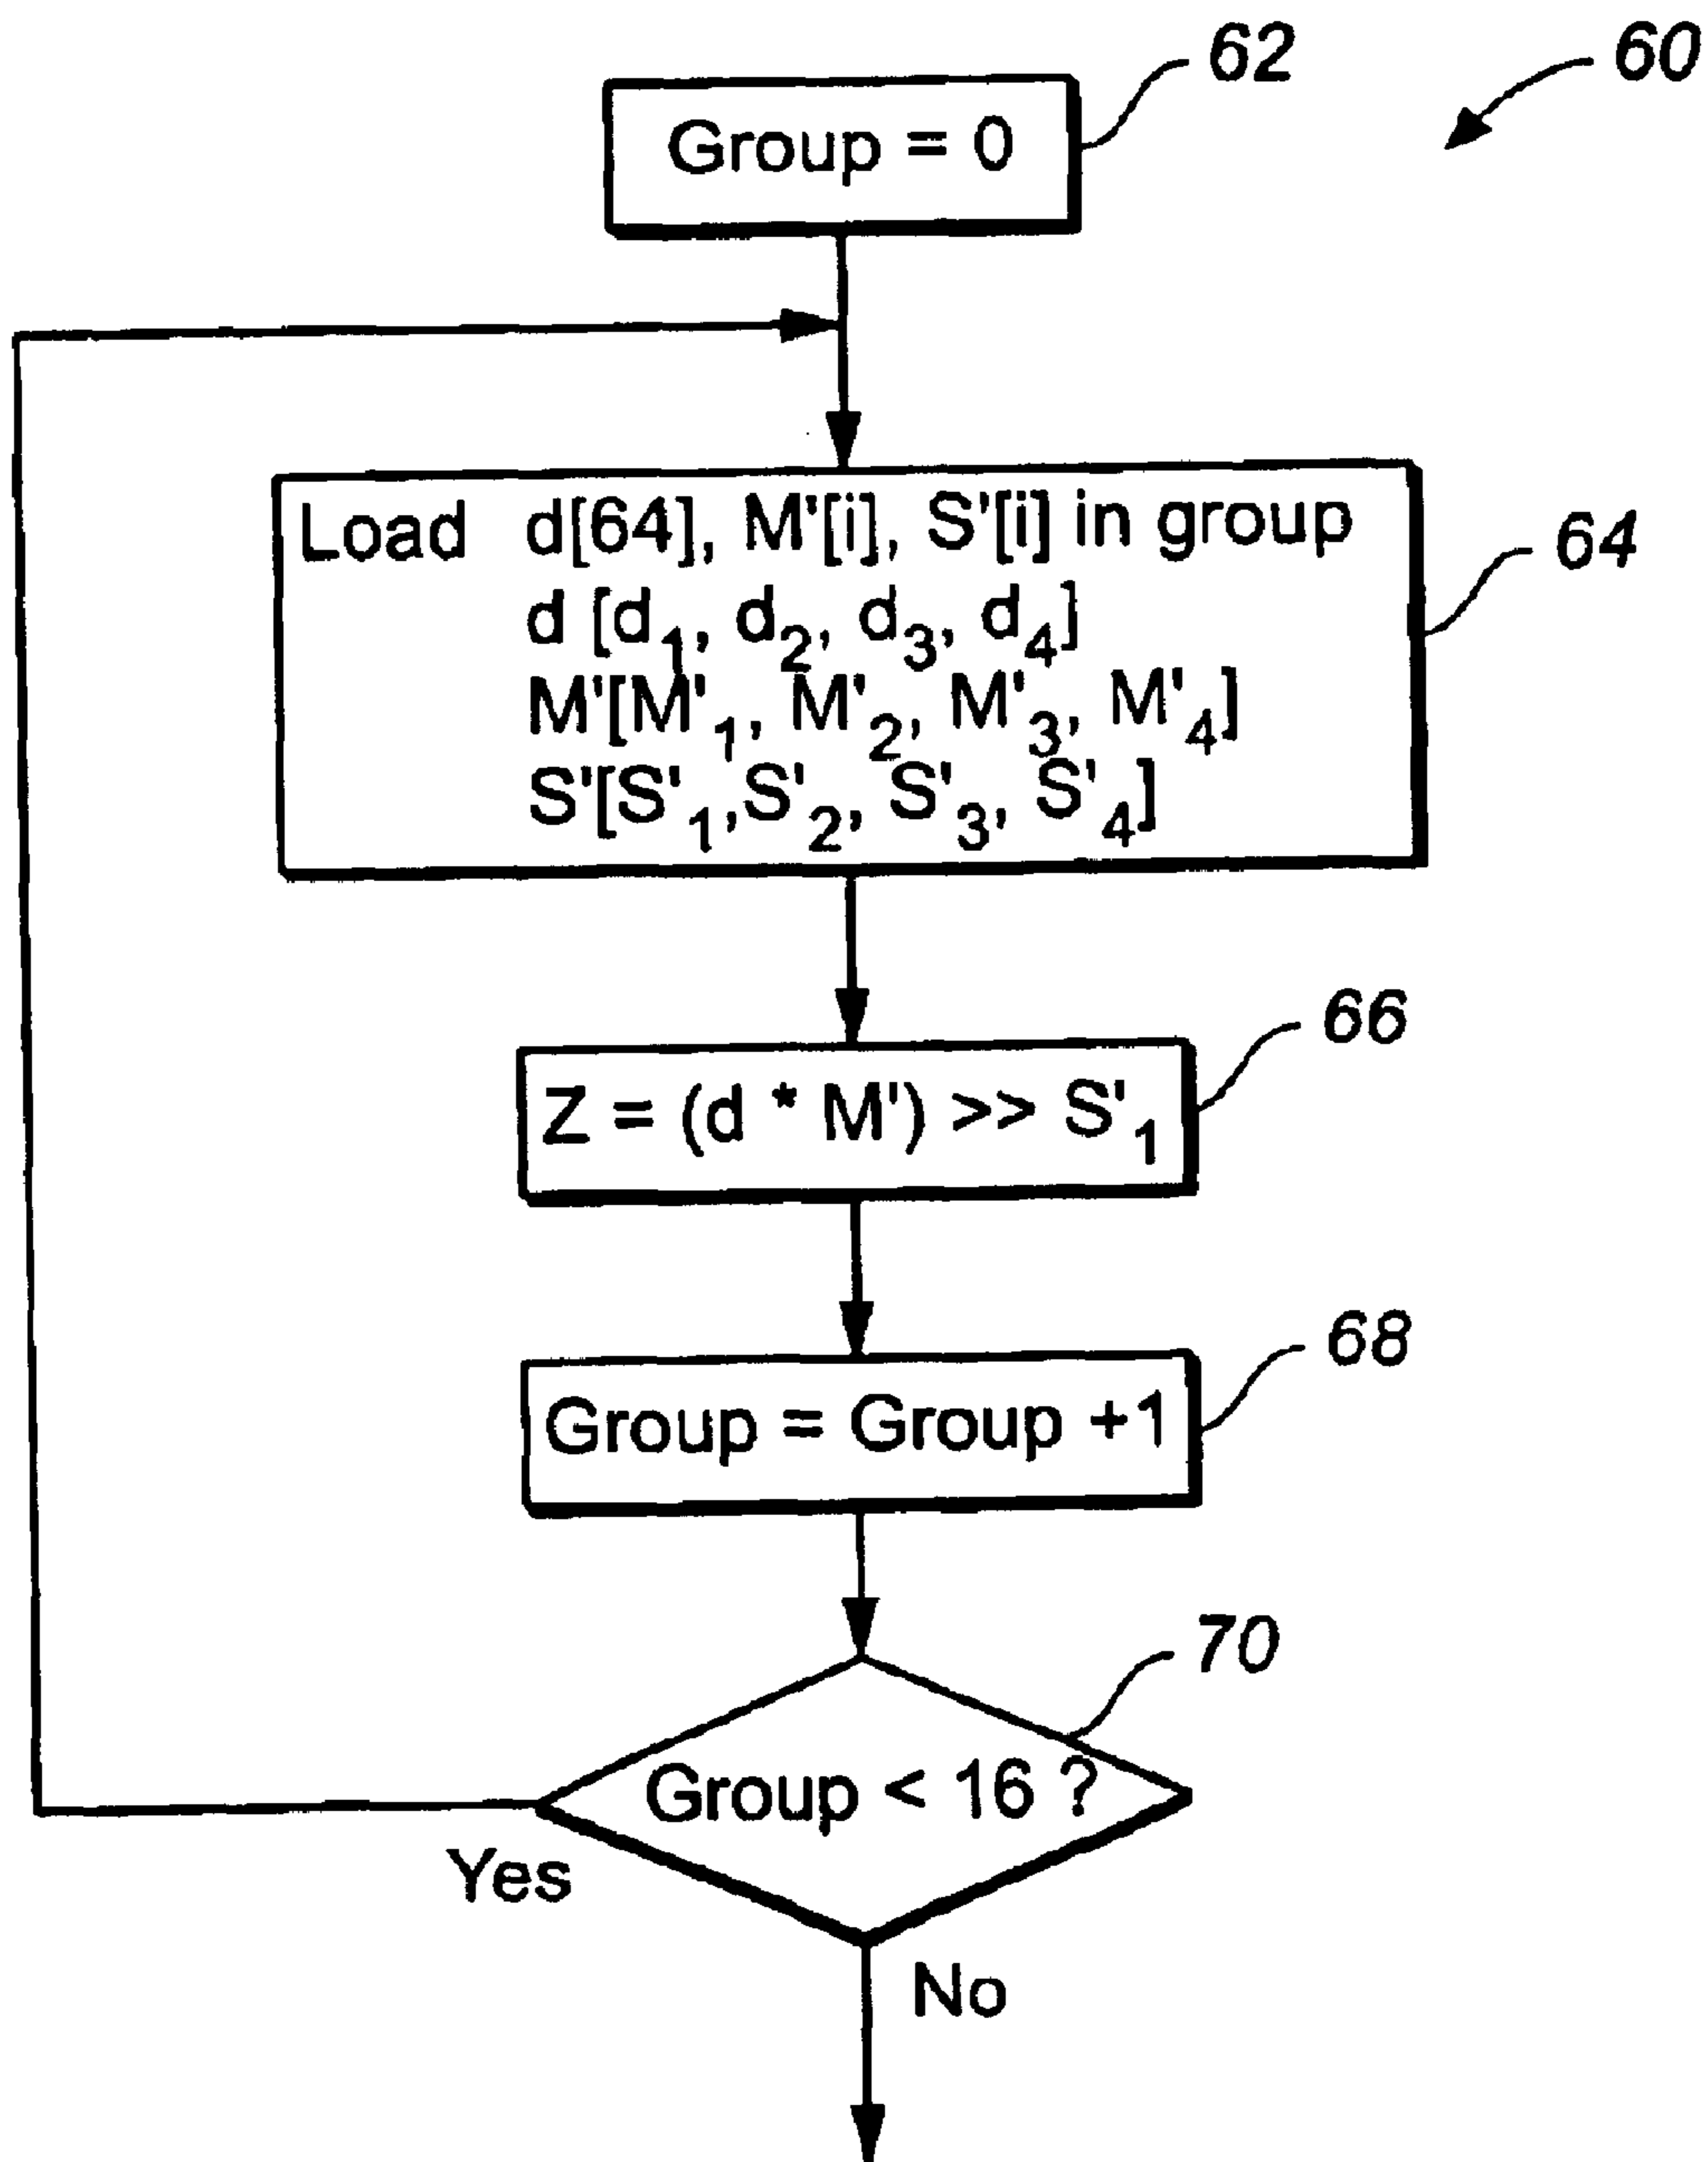 62
60
Group = 0
Load d[64], M'[i], S'[i] in group
64
d [d₁, d₂, d₃, d₄]
M'[M'₁, M'₂, M'₃, M'₄]
S'[S'₁,S'₂, S'₃, S'₄]
66
Z = (d * M') >> S'₁
68
Group = Group +1
70
Group < 16 ?
Yes
No